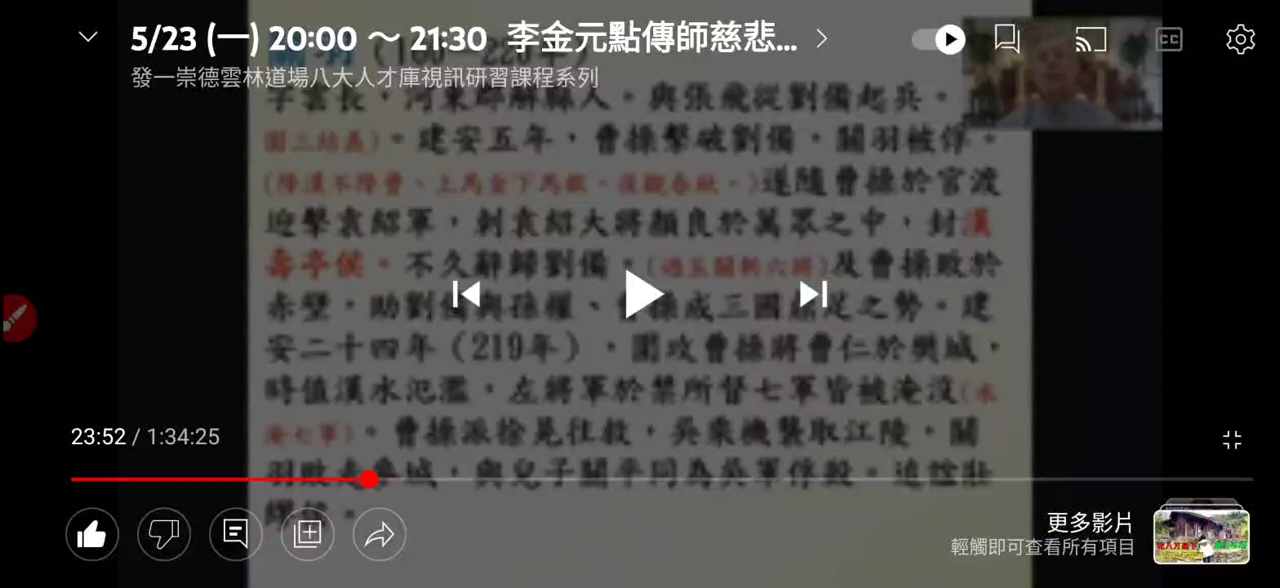 5/23 (一) 20:00 ～ 21:30 李金元點傳師慈悲...
發一崇德雲林道場八大人才庫視訊研習課程系列
字雲長，河東郡解縣人。與張飛從劉備起兵。
園三結義)。建安五年，曹操擊破劉備，關羽被俘。
(降漢不降曹、上馬金下馬銀、夜觀春秋。)遂隨曹操於官渡
迎擊袁紹軍，刺袁紹大將顏良於萬眾之中，封漢
壽亭侯。不久辭歸劉備。(過五關斬六將)及曹操敗於
赤壁，助劉備與孫權、曹操成三國鼎足之勢。建
安二十四年（219年），圍攻曹操將曹仁於樊城，
時值漢水氾濫，左將軍於禁所督七軍皆被淹沒(水
淹七軍)。曹操派徐晃往救，吳乘機襲取江陵，關
羽敗走麥城，與兒子關平同為吳軍俘殺。追諡壯
繆侯。
CC
23:52 / 1:34:25
更多影片
輕觸即可查看所有項目